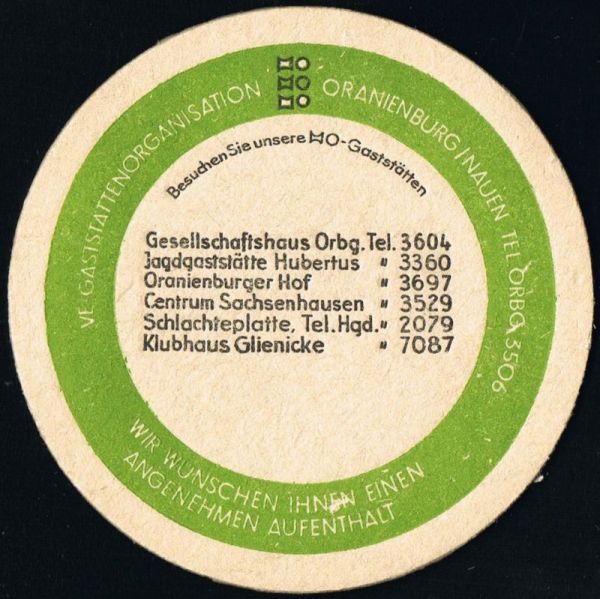 VE GASTSTÄTTENORGANISATION HO HO HO ORANIENBURG/NAUEN TEL ORBG. 3506
Besuchen Sie unsere HO-Gaststätten
Gesellschaftshaus Orbg. Tel. 3604
Jagdgaststätte Hubertus " 3360
Oranienburger Hof " 3697
Centrum Sachsenhausen " 3529
Schlachteplatte, Tel. Hgd. " 2079
Klubhaus Glienicke " 7087
WIR WÜNSCHEN IHNEN EINEN
ANGENEHMEN AUFENTHALT